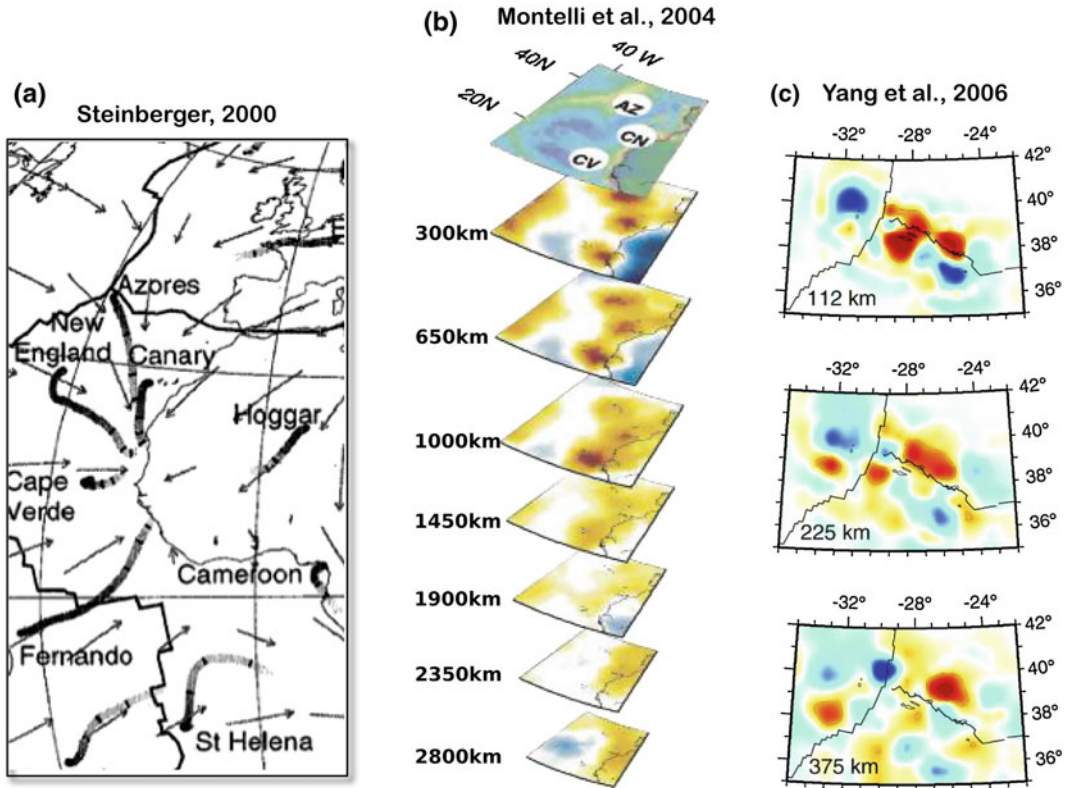 (a)
Steinberger, 2000
Azores
New
England
Canary
Hoggar
Cape
Verde
Cameroon
Fernando
St Helena
(b)
Montelli et al., 2004
40N
40 W
20N
AZ
CN
CV
300km
650km
1000km
1450km
1900km
2350km
2800km
(c)
Yang et al., 2006
-32° -28° -24°
42°
40°
38°
36°
112 km
-32° -28° -24°
42°
40°
38°
36°
225 km
-32° -28° -24°
42°
40°
38°
36°
375 km